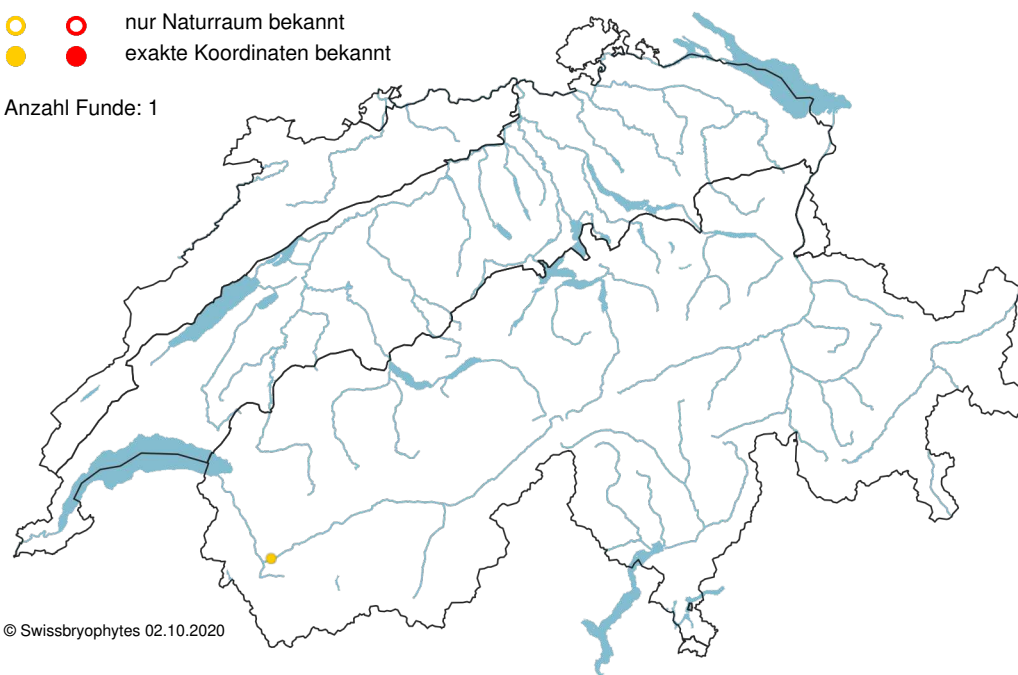 nur Naturraum bekannt
exakte Koordinaten bekannt
Anzahl Funde: 1
© Swissbryophytes 02.10.2020